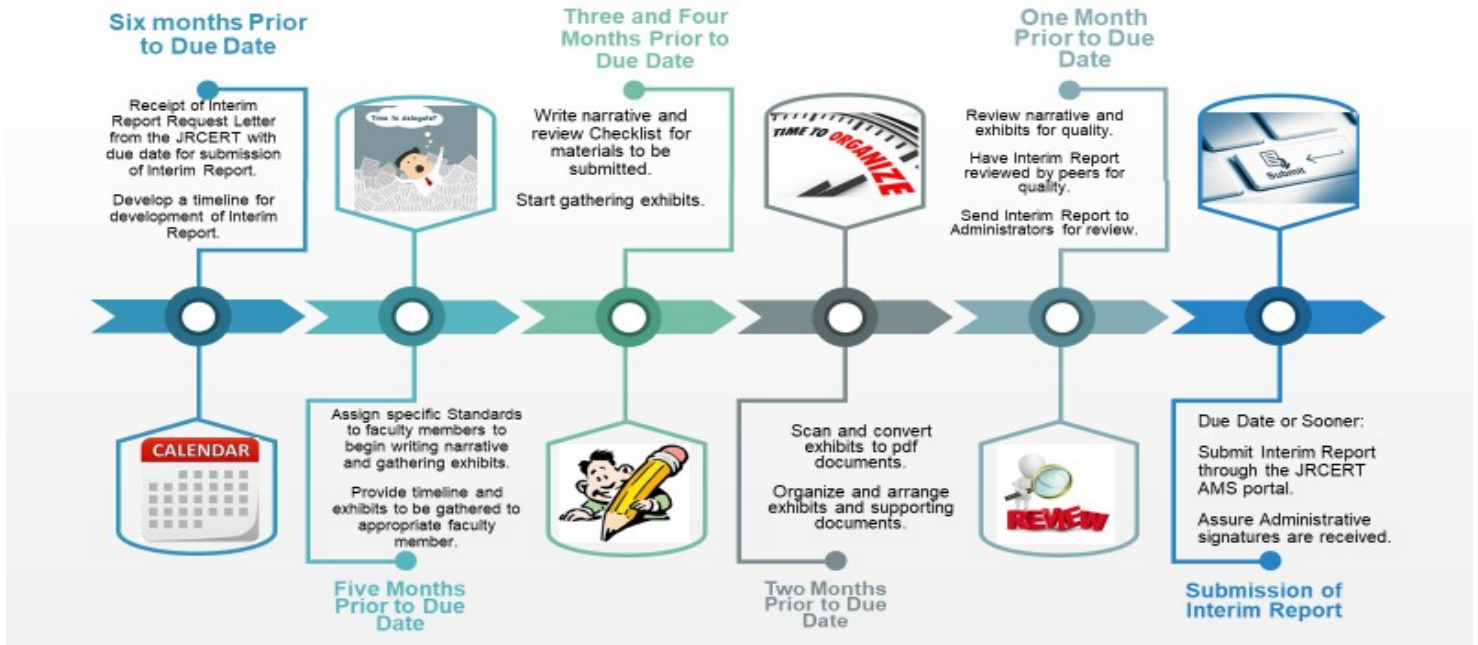 Six months Prior
to Due Date
Receipt of Interim
Report Request Letter
from the JRCERT with
due date for submission
of Interim Report.
Develop a timeline for
development of Interim
Report.
CALENDAR
Time to delegate?
Assign specific Standards
to faculty members to
begin writing narrative
and gathering exhibits.
Provide timeline and
exhibits to be gathered to
appropriate faculty
member.
Five Months
Prior to Due
Date
Three and Four
Months Prior to
Due Date
Write narrative and
review Checklist for
materials to be
submitted.
Start gathering exhibits.
TIME TO ORGANIZE
Scan and convert
exhibits to pdf
documents.
Organize and arrange
exhibits and supporting
documents.
Two Months
Prior to Due
Date
One Month
Prior to Due
Date
Review narrative and
exhibits for quality.
Have Interim Report
reviewed by peers for
quality.
Send Interim Report to
Administrators for review.
REVIEW
Submit
Due Date or Sooner:
Submit Interim Report
through the JRCERT
AMS portal.
Assure Administrative
signatures are received.
Submission of
Interim Report